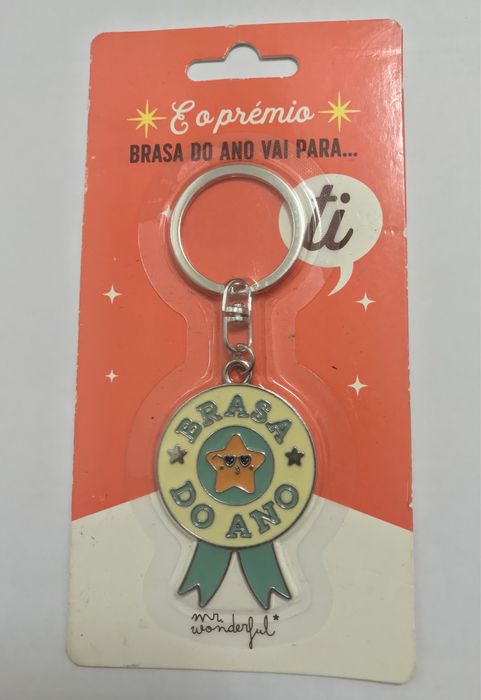 E o prémio
BRASA DO ANO VAI PARA...
ti
BRASA
DO ANO
mr.
wonderful*